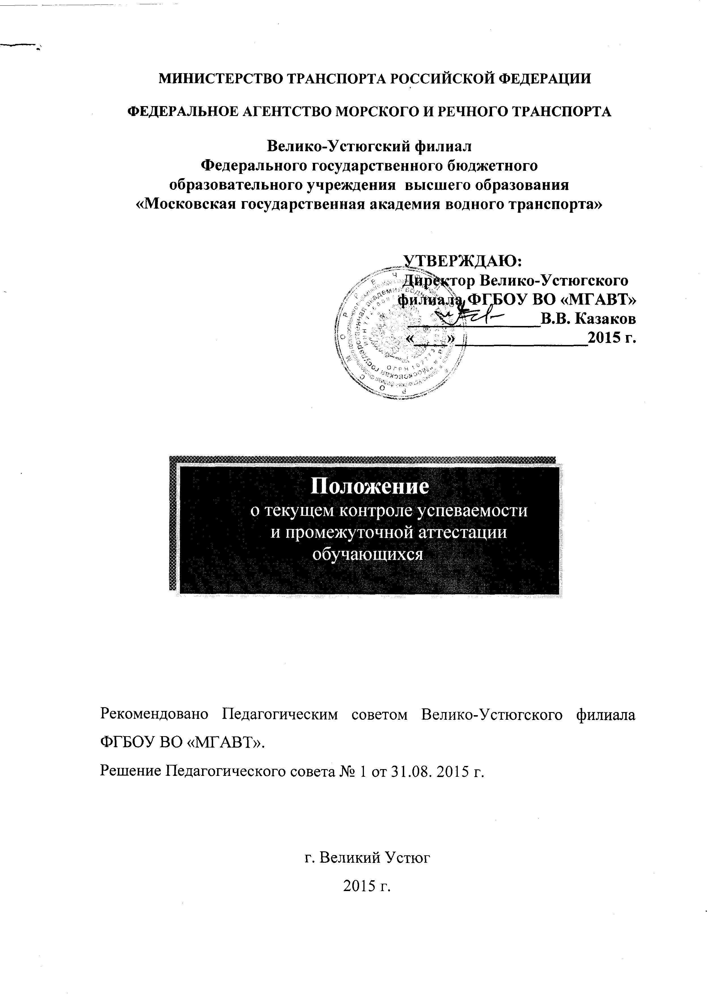 МИНИСТЕРСТВО ТРАНСПОРТА РОССИЙСКОЙ ФЕДЕРАЦИИ
ФЕДЕРАЛЬНОЕ АГЕНТСТВО МОРСКОГО И РЕЧНОГО ТРАНСПОРТА
Велико-Устюгский филиал
Федерального государственного бюджетного
образовательного учреждения высшего образования
«Московская государственная академия водного транспорта»
УТВЕРЖДАЮ:
Директор Велико-Устюгского
филиала ФГБОУ ВО «МГАВТ»
________________В.В. Казаков
«____»________________2015 г.
Положение
о текущем контроле успеваемости
и промежуточной аттестации
обучающихся
Рекомендовано Педагогическим советом Велико-Устюгского филиала
ФГБОУ ВО «МГАВТ».
Решение Педагогического совета № 1 от 31.08. 2015 г.
г. Великий Устюг
2015 г.